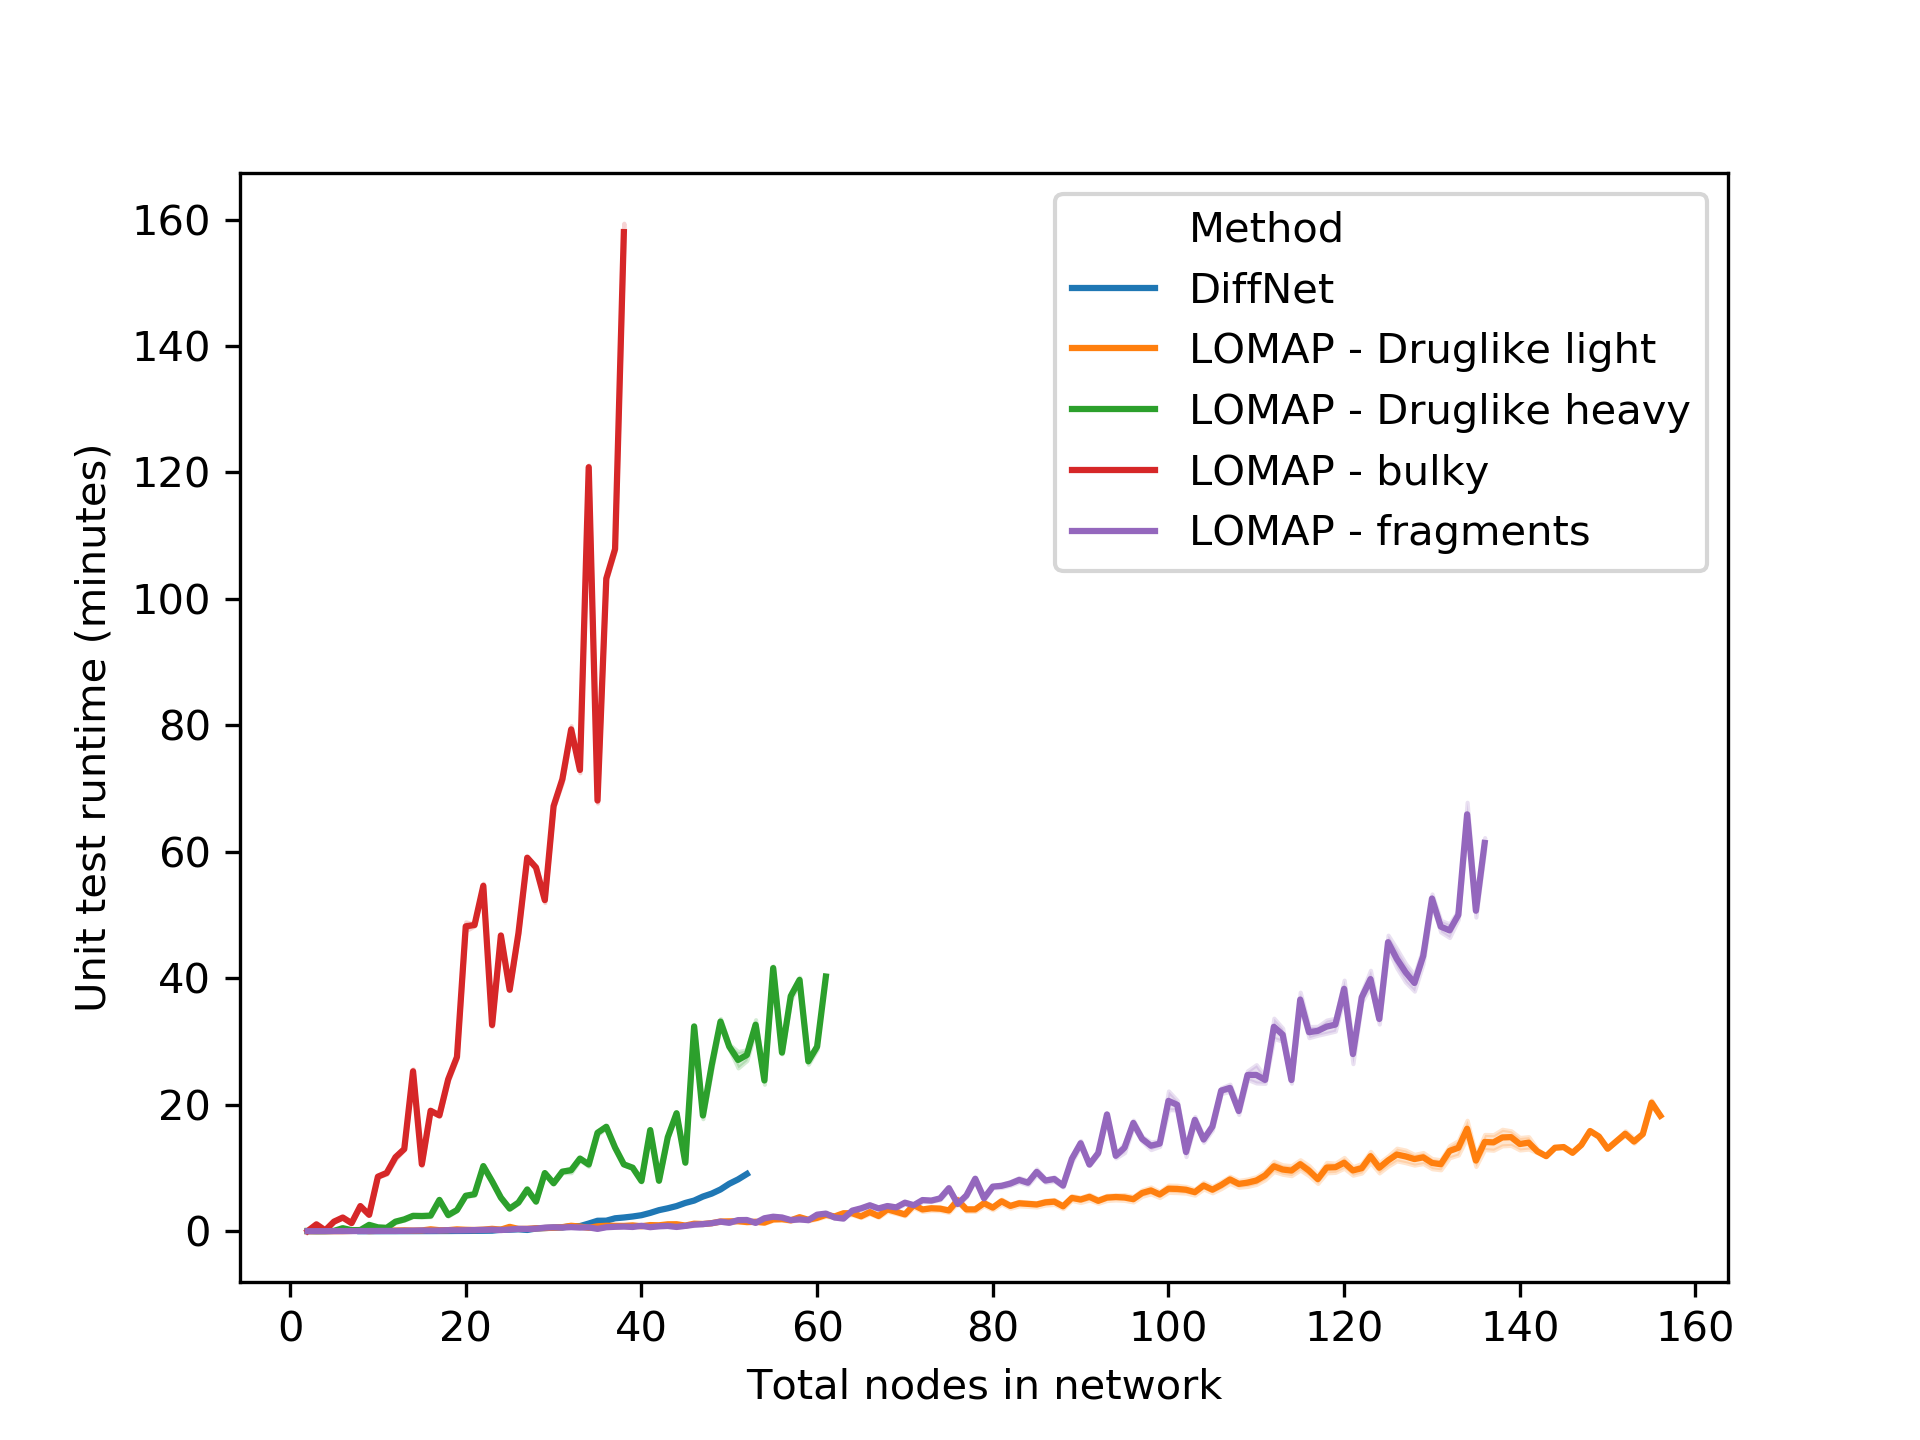 Method
DiffNet
LOMAP - Druglike light
LOMAP - Druglike heavy
LOMAP - bulky
LOMAP - fragments
160
140
120
100
80
60
40
20
0
Unit test runtime (minutes)
0 20 40 60 80 100 120 140 160
Total nodes in network